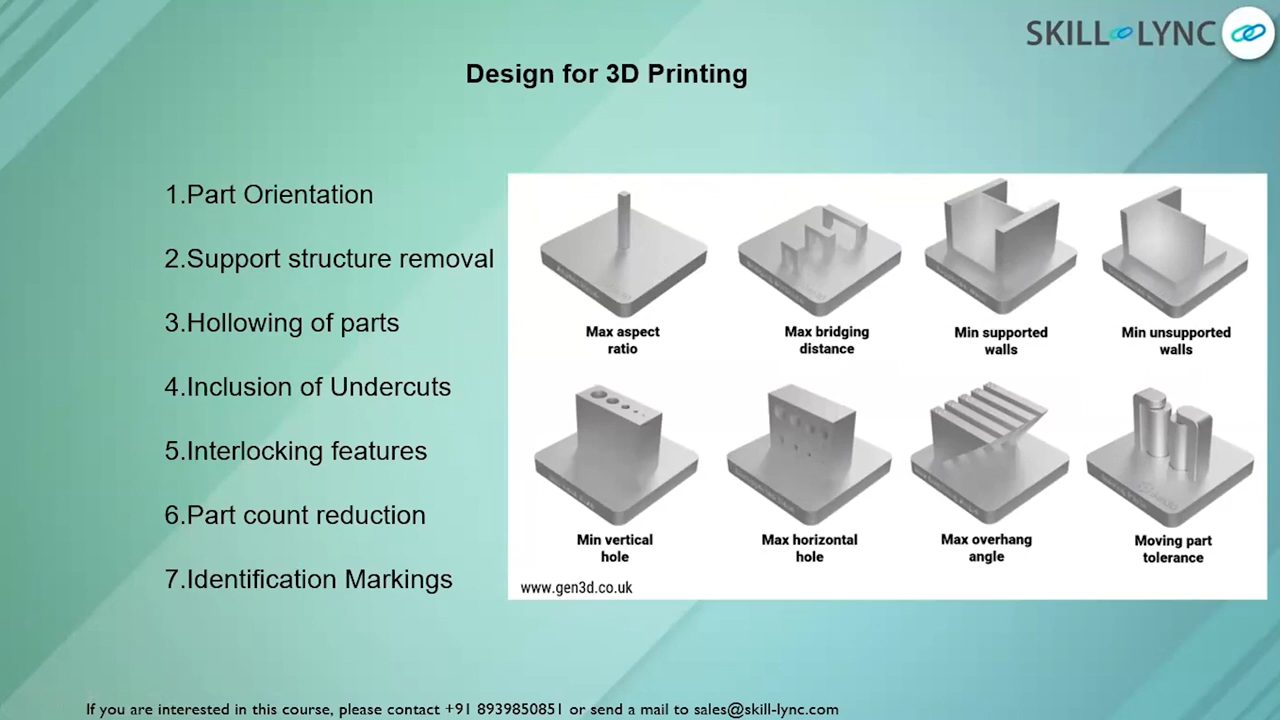 SKILL LYNC
Design for 3D Printing
1.Part Orientation
2.Support structure removal
3.Hollowing of parts
4.Inclusion of Undercuts
5.Interlocking features
6.Part count reduction
7.Identification Markings
Max aspect
ratio
Max bridging
distance
Min supported
walls
Min unsupported
walls
Min vertical
hole
Max horizontal
hole
Max overhang
angle
Moving part
tolerance
www.gen3d.co.uk
If you are interested in this course, please contact +91 8939850851 or send a mail to sales@skill-lync.com